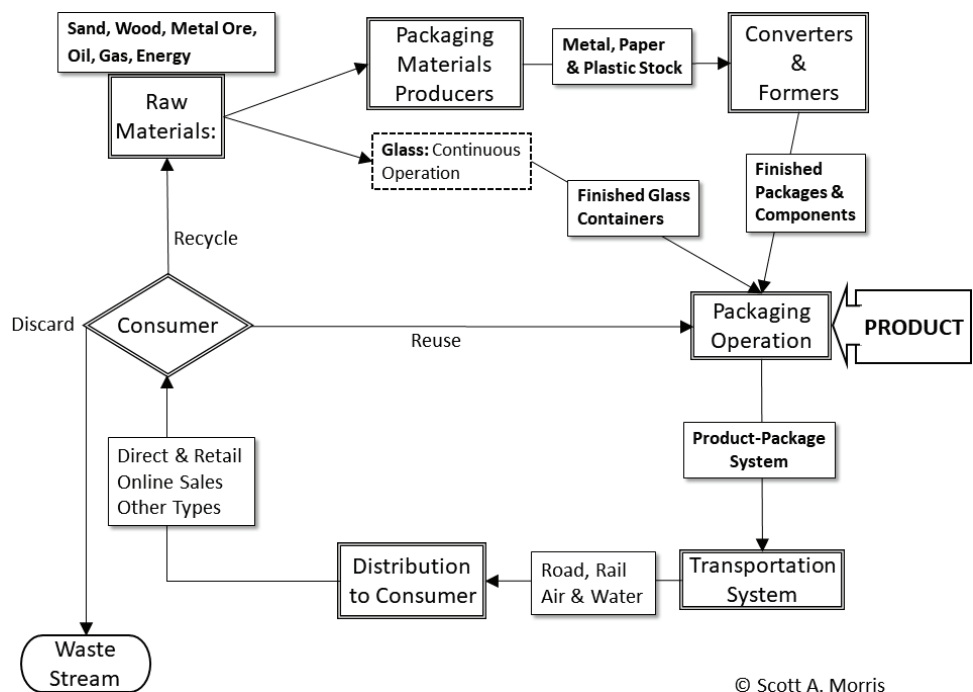 Sand, Wood, Metal Ore,
Oil, Gas, Energy
Raw
Materials:
Packaging
Materials
Producers
Metal, Paper
& Plastic Stock
Converters
&
Formers
Glass: Continuous
Operation
Finished Glass
Containers
Finished
Packages &
Components
Recycle
Discard
Consumer
Reuse
Packaging
Operation
PRODUCT
Direct & Retail
Online Sales
Other Types
Product-Package
System
Distribution
to Consumer
Road, Rail
Air & Water
Transportation
System
Waste
Stream
© Scott A. Morris